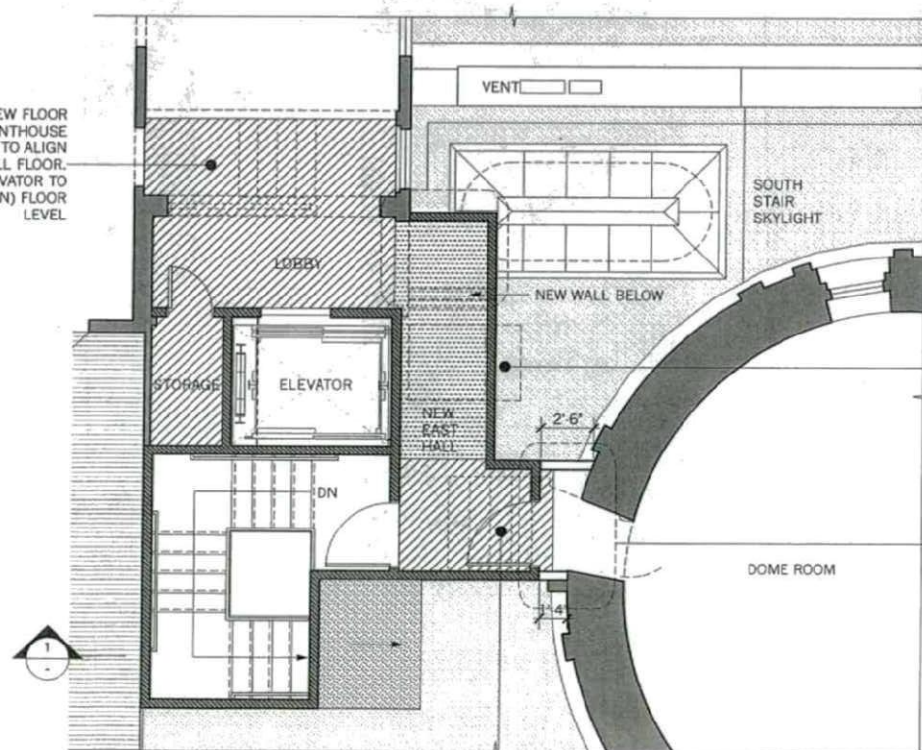 VENT
EW FLOOR
NTHOUSE
TO ALIGN
LL FLOOR.
VATOR TO
N) FLOOR
LEVEL
SOUTH
STAIR
SKYLIGHT
LOBBY
NEW WALL BELOW
STORAGE
ELEVATOR
NEW
EAST
HALL
2'-6"
DN
DOME ROOM
1'-4"
1
-